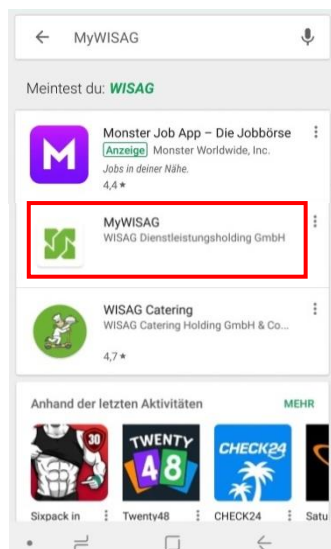 MyWISAG
Meintest du: WISAG
M
Monster Job App – Die Jobbörse
Anzeige Monster Worldwide, Inc.
Jobs in deiner Nähe.
4,4 ★
MyWISAG
WISAG Dienstleistungsholding GmbH
WISAG Catering
WISAG Catering Holding GmbH & Co...
4,7 ★
Anhand der letzten Aktivitäten MEHR
30
TWENTY
48
CHECK24
Sixpack in Twenty48 CHECK24 Satu